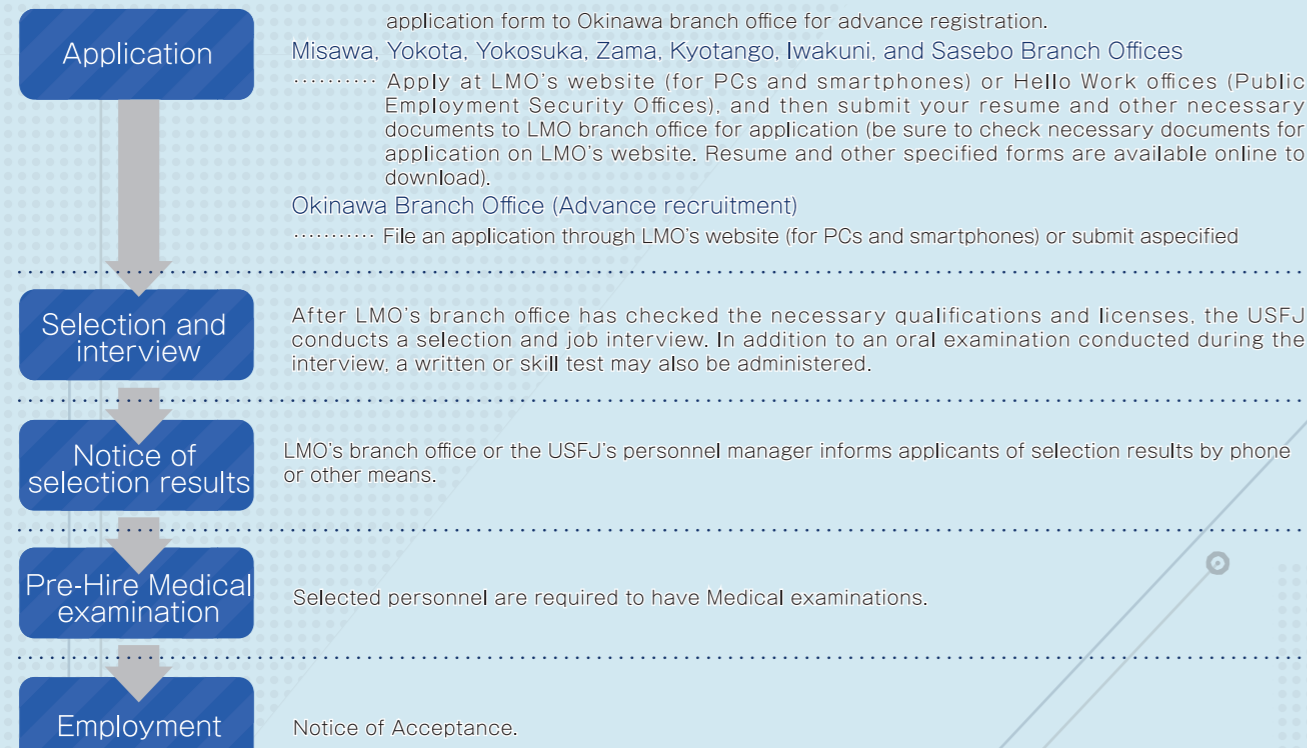 Application
application form to Okinawa branch office for advance registration.
Misawa, Yokota, Yokosuka, Zama, Kyotango, Iwakuni, and Sasebo Branch Offices
·········· Apply at LMO's website (for PCs and smartphones) or Hello Work offices (Public
Employment Security Offices), and then submit your resume and other necessary
documents to LMO branch office for application (be sure to check necessary documents for
application on LMO's website. Resume and other specified forms are available online to
download).
Okinawa Branch Office (Advance recruitment)
··········· File an application through LMO's website (for PCs and smartphones) or submit aspecified
Selection and
interview
After LMO's branch office has checked the necessary qualifications and licenses, the USFJ
conducts a selection and job interview. In addition to an oral examination conducted during the
interview, a written or skill test may also be administered.
Notice of
selection results
LMO's branch office or the USFJ's personnel manager informs applicants of selection results by phone
or other means.
Pre-Hire Medical
examination
Selected personnel are required to have Medical examinations.
Employment
Notice of Acceptance.